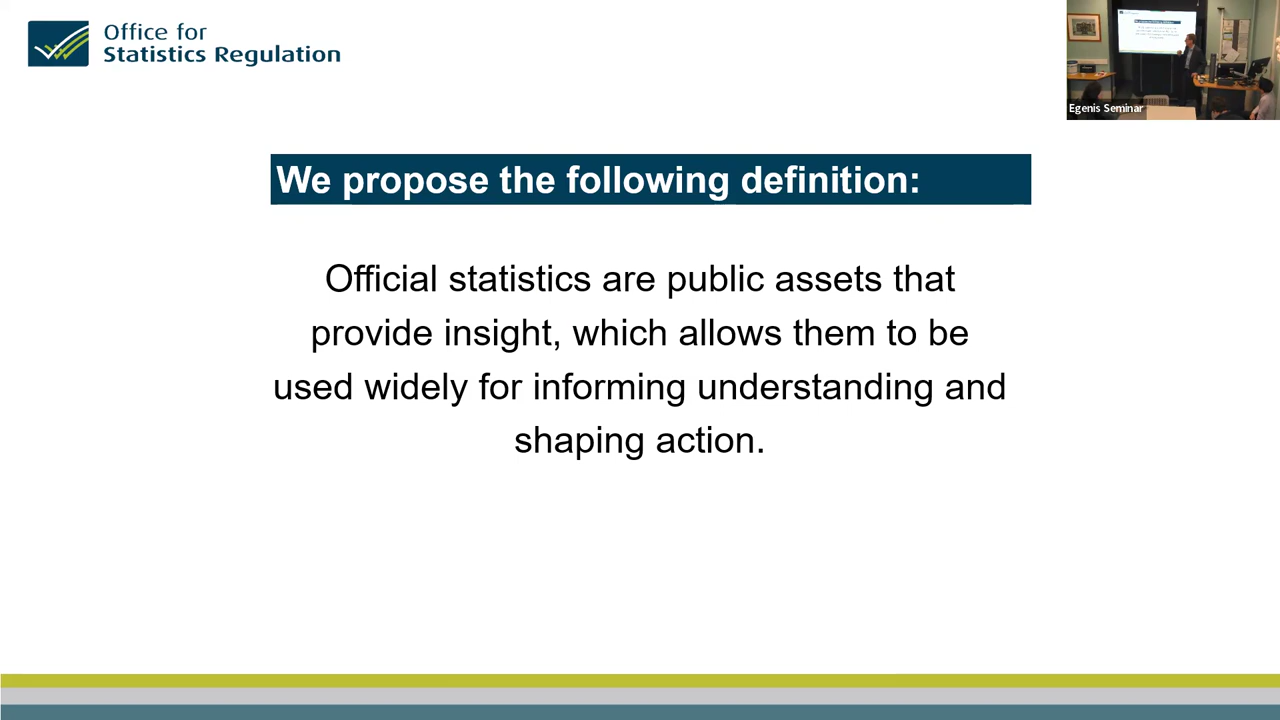 Office for
Statistics Regulation
Egenis Seminar
We propose the following definition:
Official statistics are public assets that
provide insight, which allows them to be
used widely for informing understanding and
shaping action.